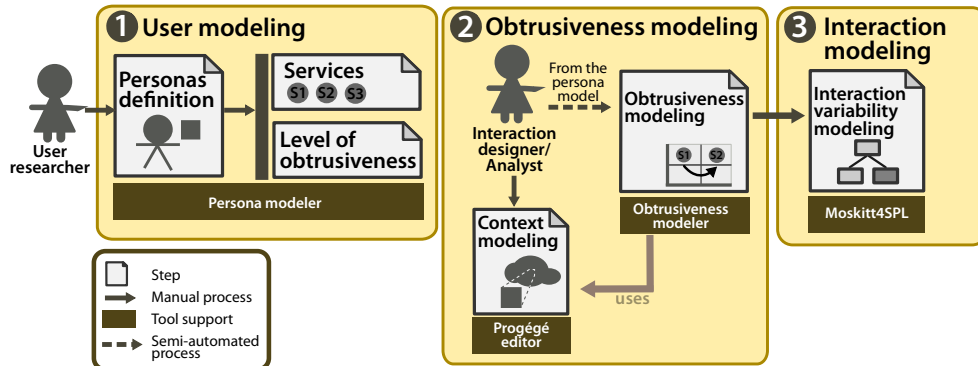 1 User modeling
User
researcher
Personas
definition
Services
S1 S2 S3
Level of
obtrusiveness
Persona modeler
2 Obtrusiveness modeling
From the
persona
model
Interaction
designer/
Analyst
Obtrusiveness
modeling
S1 S2
Obtrusiveness
modeler
Context
modeling
uses
Progégé
editor
3 Interaction
modeling
Interaction
variability
modeling
Moskitt4SPL
Step
Manual process
Tool support
Semi-automated
process